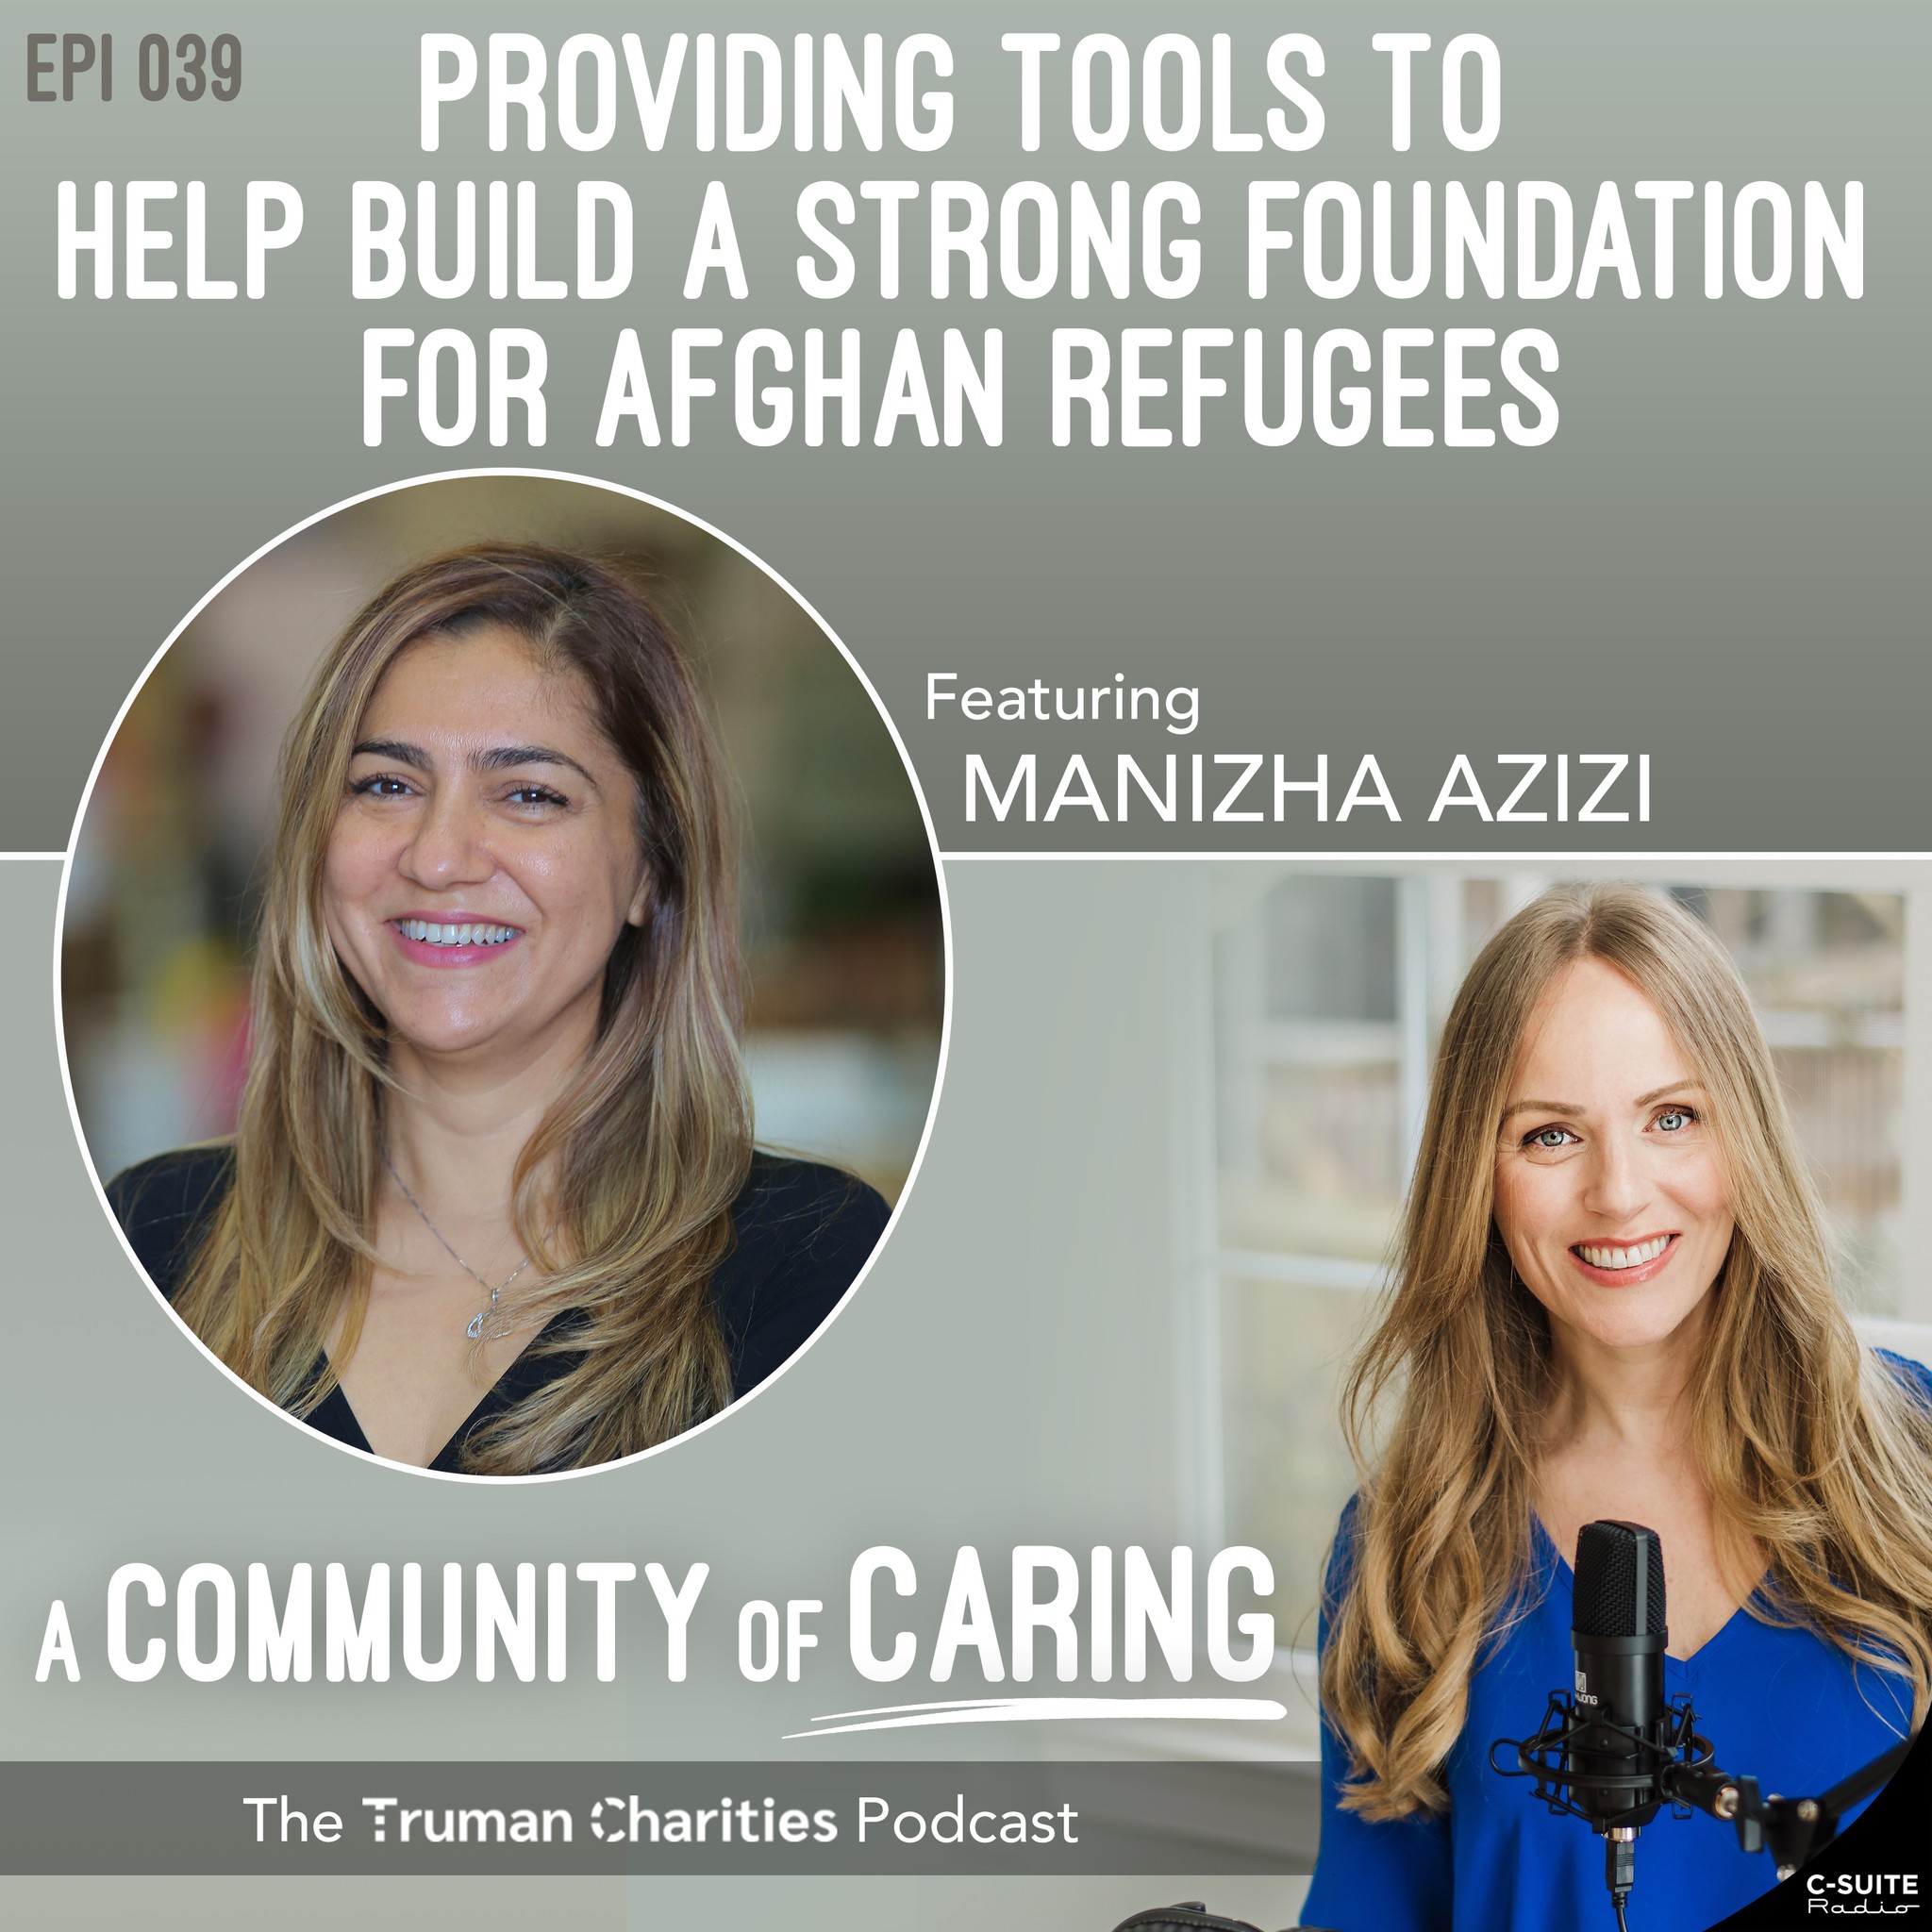 EPI 039
PROVIDING TOOLS TO
HELP BUILD A STRONG FOUNDATION
FOR AFGHAN REFUGEES
Featuring
MANIZHA AZIZI
A COMMUNITY OF CARING
The Truman Charities Podcast
C-SUITE
Radio